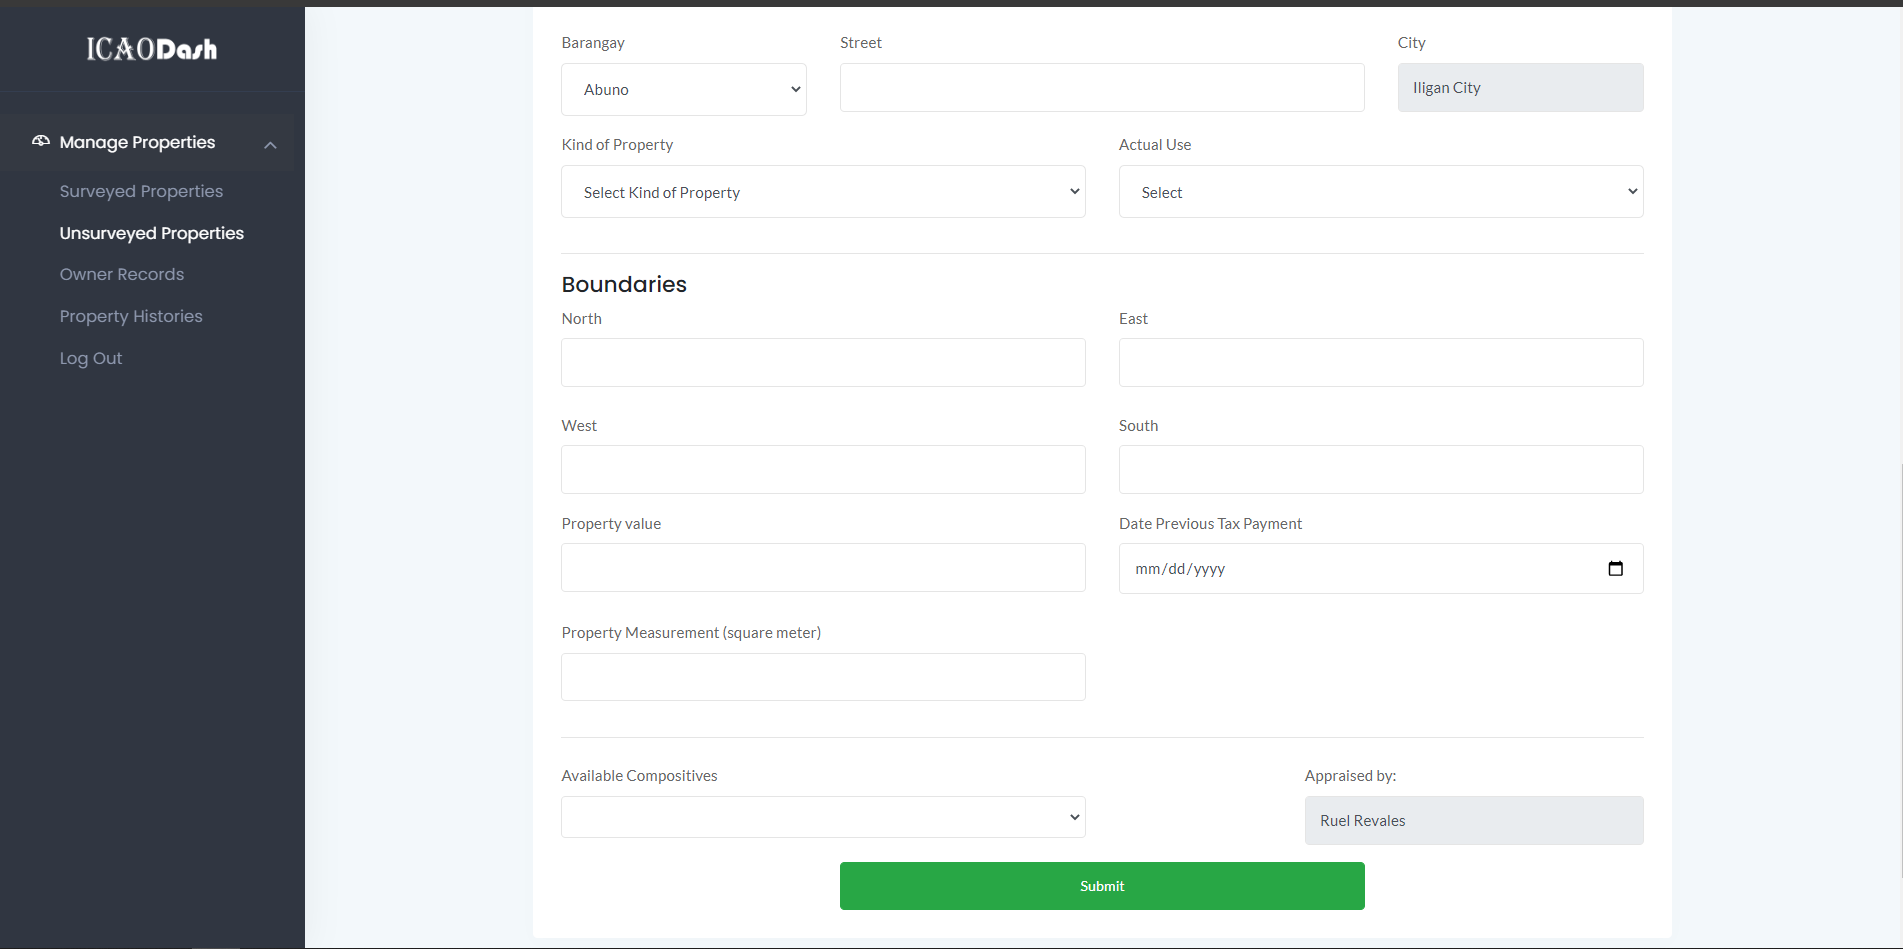 ICAODash
Manage Properties
Surveyed Properties
Unsurveyed Properties
Owner Records
Property Histories
Log Out
Barangay Street City
Abuno Iligan City
Kind of Property Actual Use
Select Kind of Property Select
Boundaries
North East
West South
Property value Date Previous Tax Payment
mm/dd/yyyy
Property Measurement (square meter)
Available Compositives Appraised by:
Ruel Revales
Submit